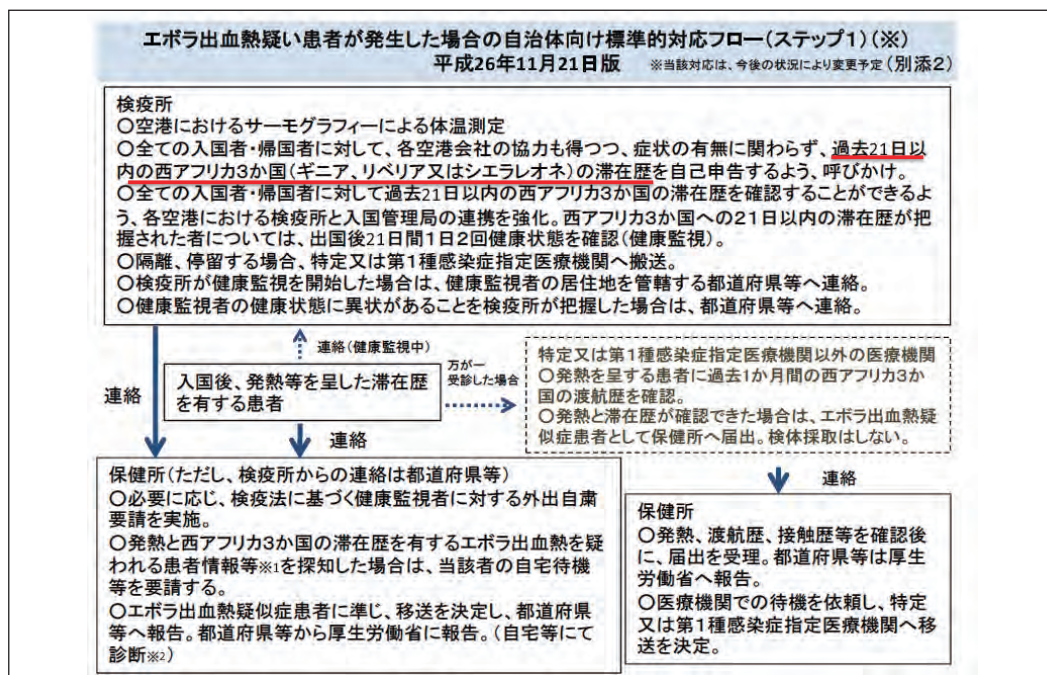 エボラ出血熱疑い患者が発生した場合の自治体向け標準的対応フロー(ステップ1)(※)
平成26年11月21日版　※当該対応は、今後の状況により変更予定(別添2)
検疫所
○空港におけるサーモグラフィーによる体温測定
○全ての入国者・帰国者に対して、各空港会社の協力も得つつ、症状の有無に関わらず、過去21日以
内の西アフリカ3か国(ギニア、リベリア又はシエラレオネ)の滞在歴を自己申告するよう、呼びかけ。
○全ての入国者・帰国者に対して過去21日以内の西アフリカ3か国の滞在歴を確認することができるよ
う、各空港における検疫所と入国管理局の連携を強化。西アフリカ3か国への21日以内の滞在歴が把
握された者については、出国後21日間1日2回健康状態を確認(健康監視)。
○隔離、停留する場合、特定又は第1種感染症指定医療機関へ搬送。
○検疫所が健康監視を開始した場合は、健康監視者の居住地を管轄する都道府県等へ連絡。
○健康監視者の健康状態に異状があることを検疫所が把握した場合は、都道府県等へ連絡。
連絡(健康監視中)
連絡
入国後、発熱等を呈した滞在歴
を有する患者
万が一
受診した場合
特定又は第1種感染症指定医療機関以外の医療機関
○発熱を呈する患者に過去1か月間の西アフリカ3か
国の渡航歴を確認。
○発熱と滞在歴が確認できた場合は、エボラ出血熱疑
似症患者として保健所へ届出。検体採取はしない。
連絡
連絡
保健所(ただし、検疫所からの連絡は都道府県等)
○必要に応じ、検疫法に基づく健康監視者に対する外出自粛
要請を実施。
○発熱と西アフリカ3か国の滞在歴を有するエボラ出血熱を疑
われる患者情報等※1を探知した場合は、当該者の自宅待機
等を要請する。
○エボラ出血熱疑似症患者に準じ、移送を決定し、都道府県
等へ報告。都道府県等から厚生労働省に報告。(自宅等にて
診断※2)
保健所
○発熱、渡航歴、接触歴等を確認後
に、届出を受理。都道府県等は厚生
労働省へ報告。
○医療機関での待機を依頼し、特定
又は第1種感染症指定医療機関へ移
送を決定。